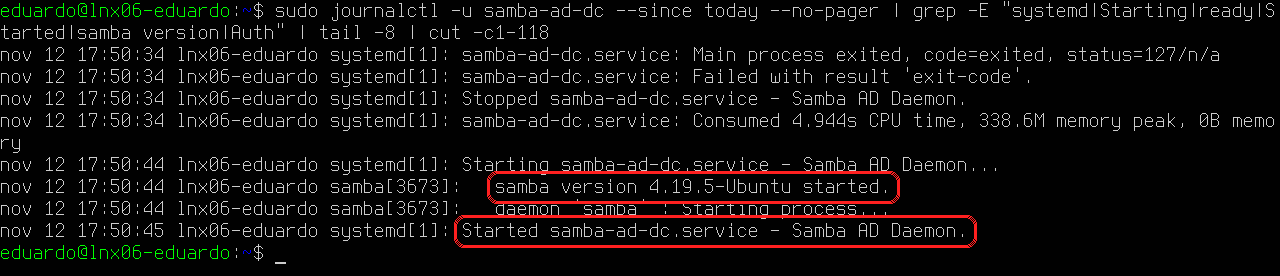 eduardo@lnx06-eduardo:~$ sudo journalctl -u samba-ad-dc --since today --no-pager | grep -E "systemd|Starting|ready|S
tarted|samba version|Auth" | tail -8 | cut -c1-118
nov 12 17:50:34 lnx06-eduardo systemd[1]: samba-ad-dc.service: Main process exited, code=exited, status=127/n/a
nov 12 17:50:34 lnx06-eduardo systemd[1]: samba-ad-dc.service: Failed with result 'exit-code'.
nov 12 17:50:34 lnx06-eduardo systemd[1]: Stopped samba-ad-dc.service - Samba AD Daemon.
nov 12 17:50:34 lnx06-eduardo systemd[1]: samba-ad-dc.service: Consumed 4.944s CPU time, 338.6M memory peak, 0B memo
ry
nov 12 17:50:44 lnx06-eduardo systemd[1]: Starting samba-ad-dc.service - Samba AD Daemon...
nov 12 17:50:44 lnx06-eduardo samba[3673]:   samba version 4.19.5-Ubuntu started.
nov 12 17:50:44 lnx06-eduardo samba[3673]:   daemon 'samba' : Starting process...
nov 12 17:50:45 lnx06-eduardo systemd[1]: Started samba-ad-dc.service - Samba AD Daemon.
eduardo@lnx06-eduardo:~$ _